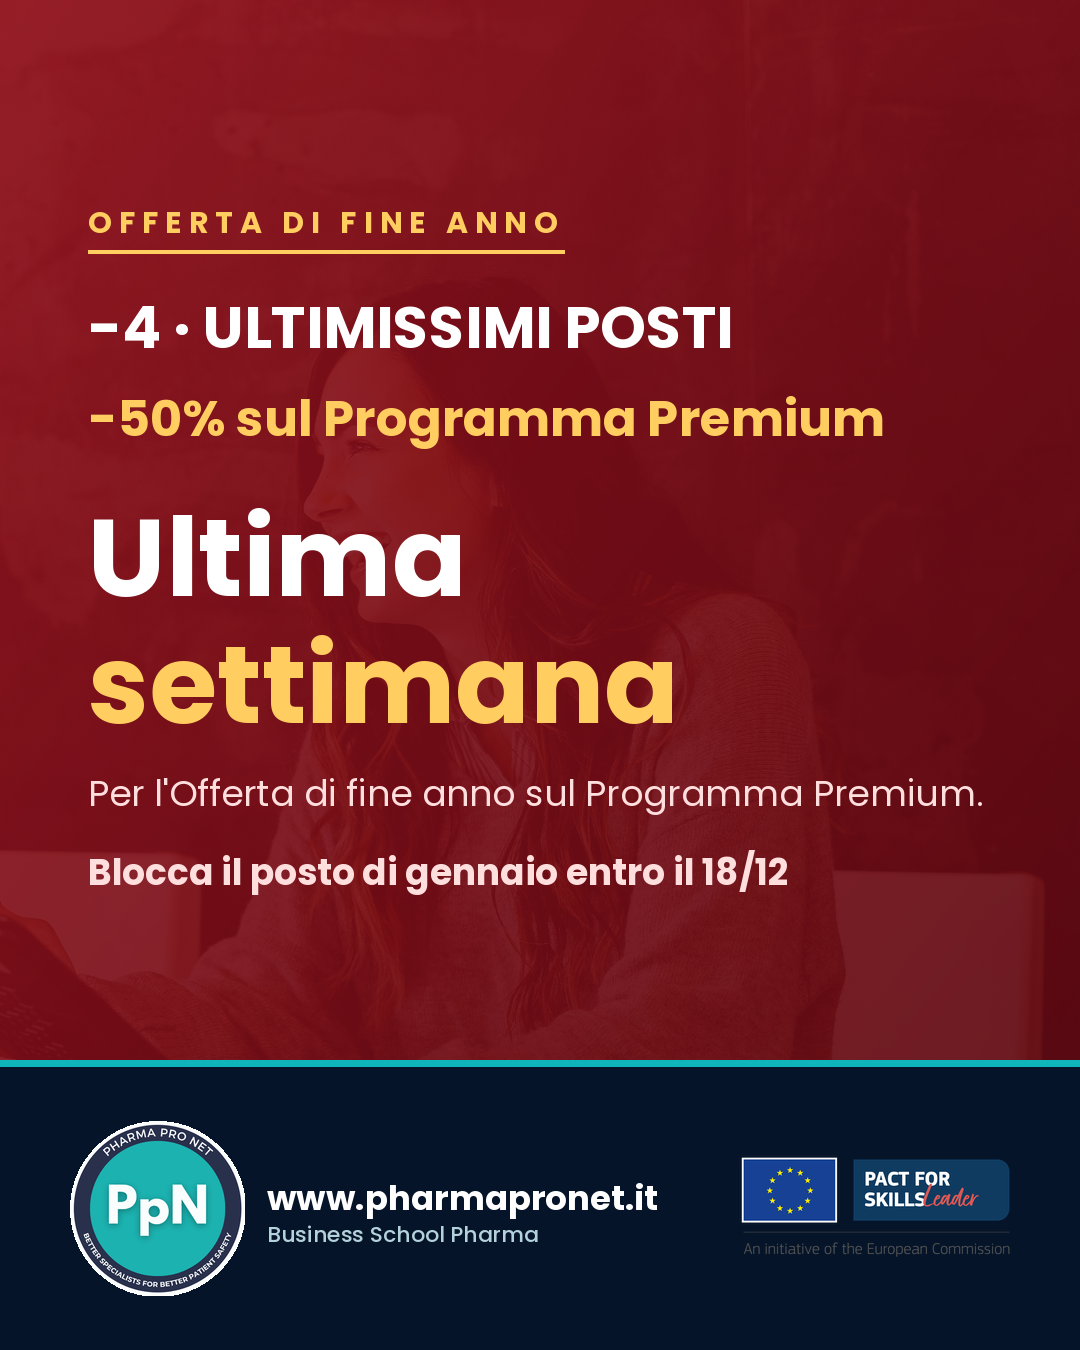 OFFERTA DI FINE ANNO
-4 · ULTIMISSIMI POSTI
-50% sul Programma Premium
Ultima
settimana
Per l'Offerta di fine anno sul Programma Premium.
Blocca il posto di gennaio entro il 18/12
PHARMA PRO NET
PpN
BETTER SPECIALISTS FOR BETTER PATIENT SAFETY
www.pharmapronet.it
Business School Pharma
PACT FOR
SKILLS Leader
An initiative of the European Commission